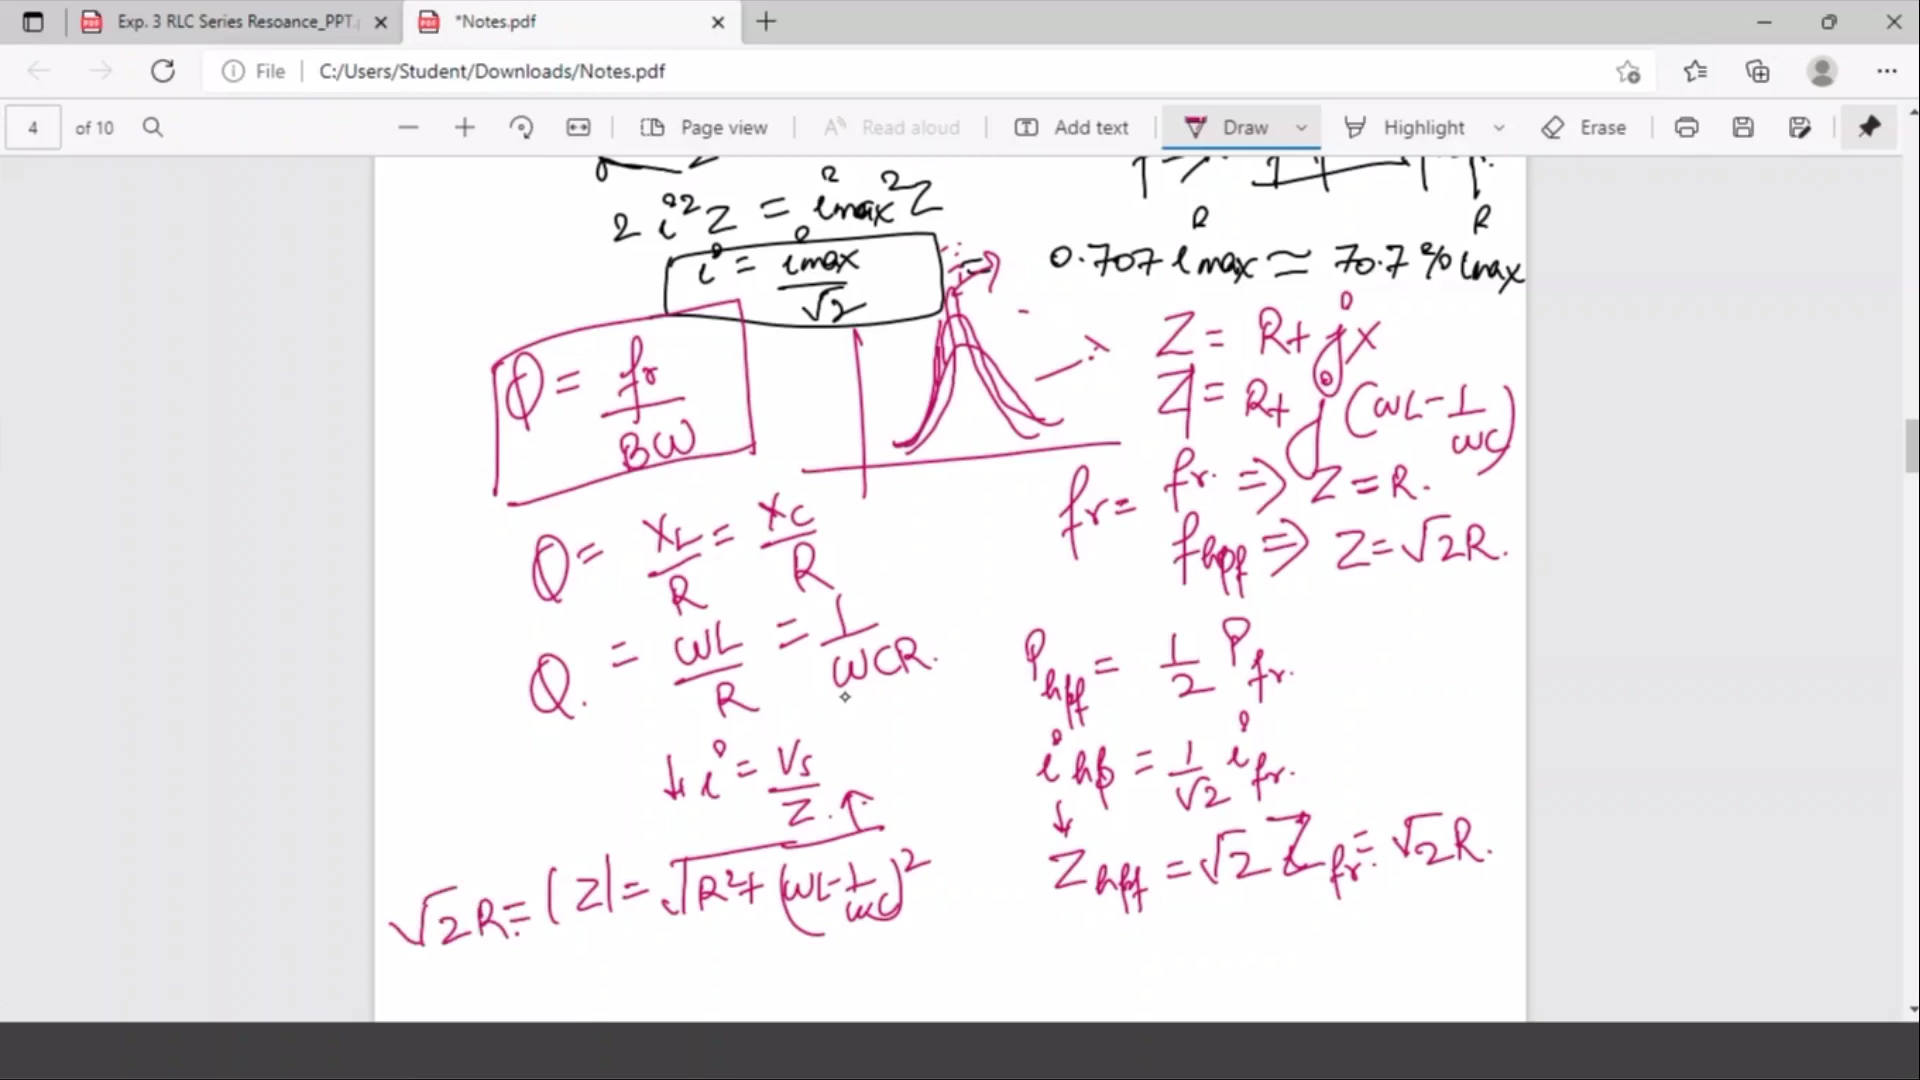 Exp. 3 RLC Series Resoance_PPT.p
*Notes.pdf
File
C:/Users/Student/Downloads/Notes.pdf
4 of 10
Page view
Read aloud
Add text
Draw
Highlight
Erase
2 i² Z = imax² Z
R R
i = imax/√2 = 0.707 imax ≃ 70.7% imax
Q = fr/BW
Z = R + jX
Z = R + j(ωL - 1/ωC)
fr = fr. ⇒ Z = R.
fhpf ⇒ Z = √2R.
Q = XL/R = XC/R
Q. = ωL/R = 1/ωCR.
Phpf = 1/2 Pfr.
↓ i = Vs/Z. ↑
ihp = 1/√2 ifr.
↓
Zhpf = √2 Zfr = √2R.
√2R = |Z| = √R² + (ωL - 1/ωC)²